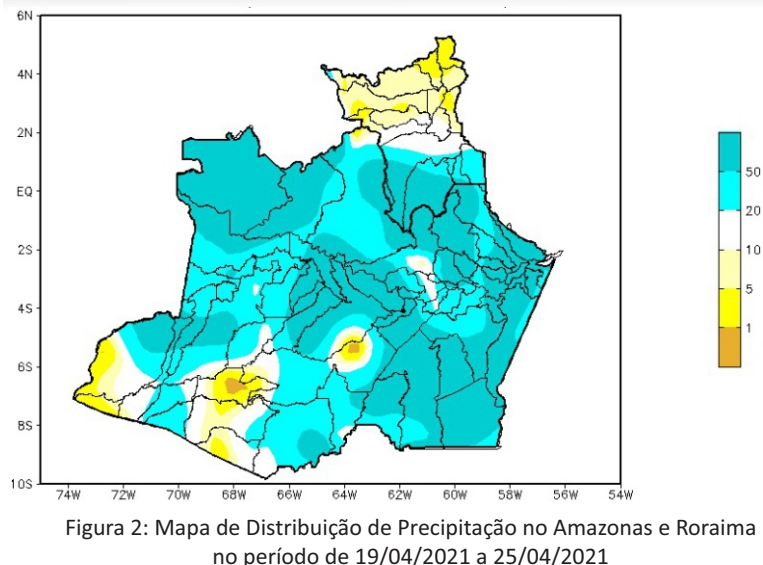 6N
4N
2N
EQ
2S
4S
6S
8S
10S
74W 72W 70W 68W 66W 64W 62W 60W 58W 56W 54W
50
20
10
5
1
Figura 2: Mapa de Distribuição de Precipitação no Amazonas e Roraima
no período de 19/04/2021 a 25/04/2021